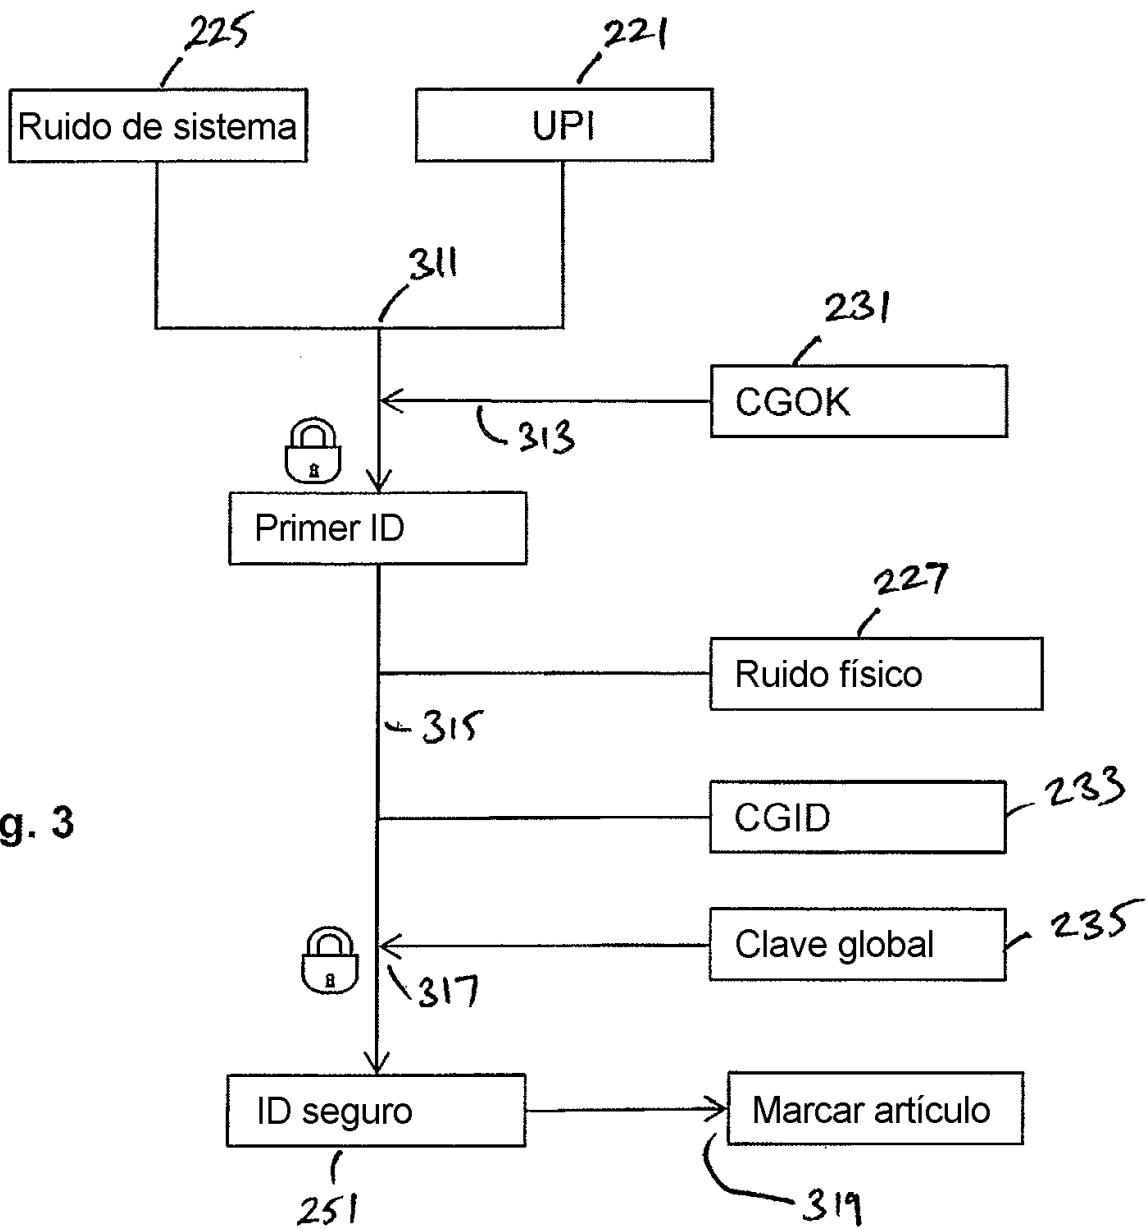 225
221
Ruido de sistema
UPI
311
231
CGOK
313
Primer ID
227
Ruido físico
315
233
CGID
g. 3
235
Clave global
317
ID seguro
Marcar artículo
251
319